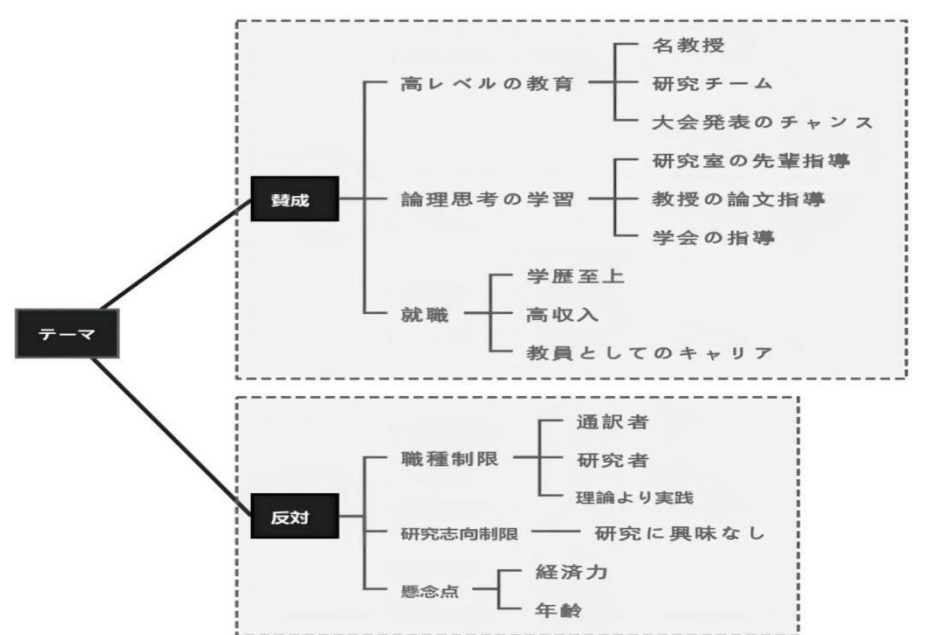 テーマ
賛成
高レベルの教育
名教授
研究チーム
大会発表のチャンス
論理思考の学習
研究室の先輩指導
教授の論文指導
学会の指導
就職
学歴至上
高収入
教員としてのキャリア
反対
職種制限
通訳者
研究者
理論より実践
研究志向制限
研究に興味なし
懸念点
経済力
年齢